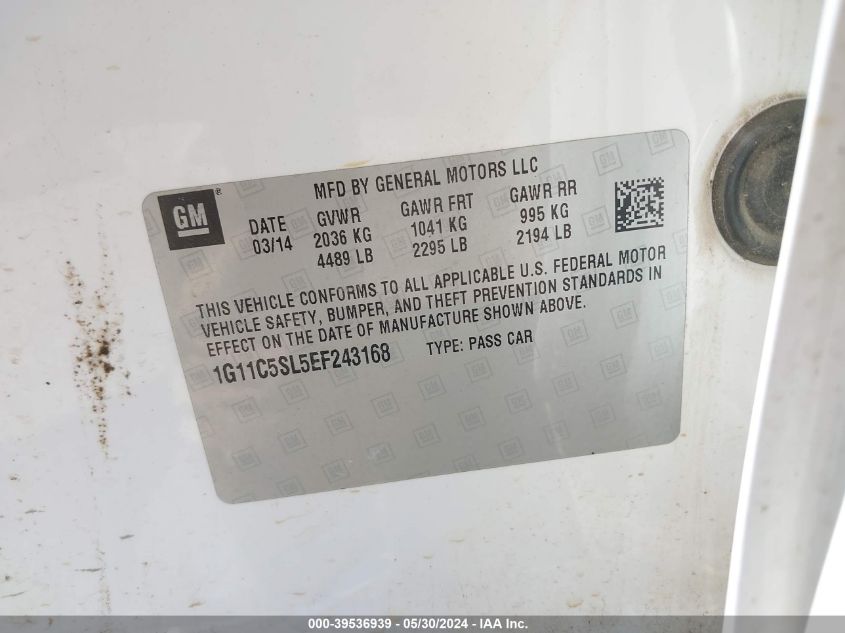 GM ®
MFD BY GENERAL MOTORS LLC
DATE GVWR GAWR FRT GAWR RR
03/14 2036 KG 1041 KG 995 KG
4489 LB 2295 LB 2194 LB
THIS VEHICLE CONFORMS TO ALL APPLICABLE U.S. FEDERAL MOTOR
VEHICLE SAFETY, BUMPER, AND THEFT PREVENTION STANDARDS IN
EFFECT ON THE DATE OF MANUFACTURE SHOWN ABOVE.
1G11C5SL5EF243168 TYPE: PASS CAR
000-39536939 - 05/30/2024 - IAA Inc.